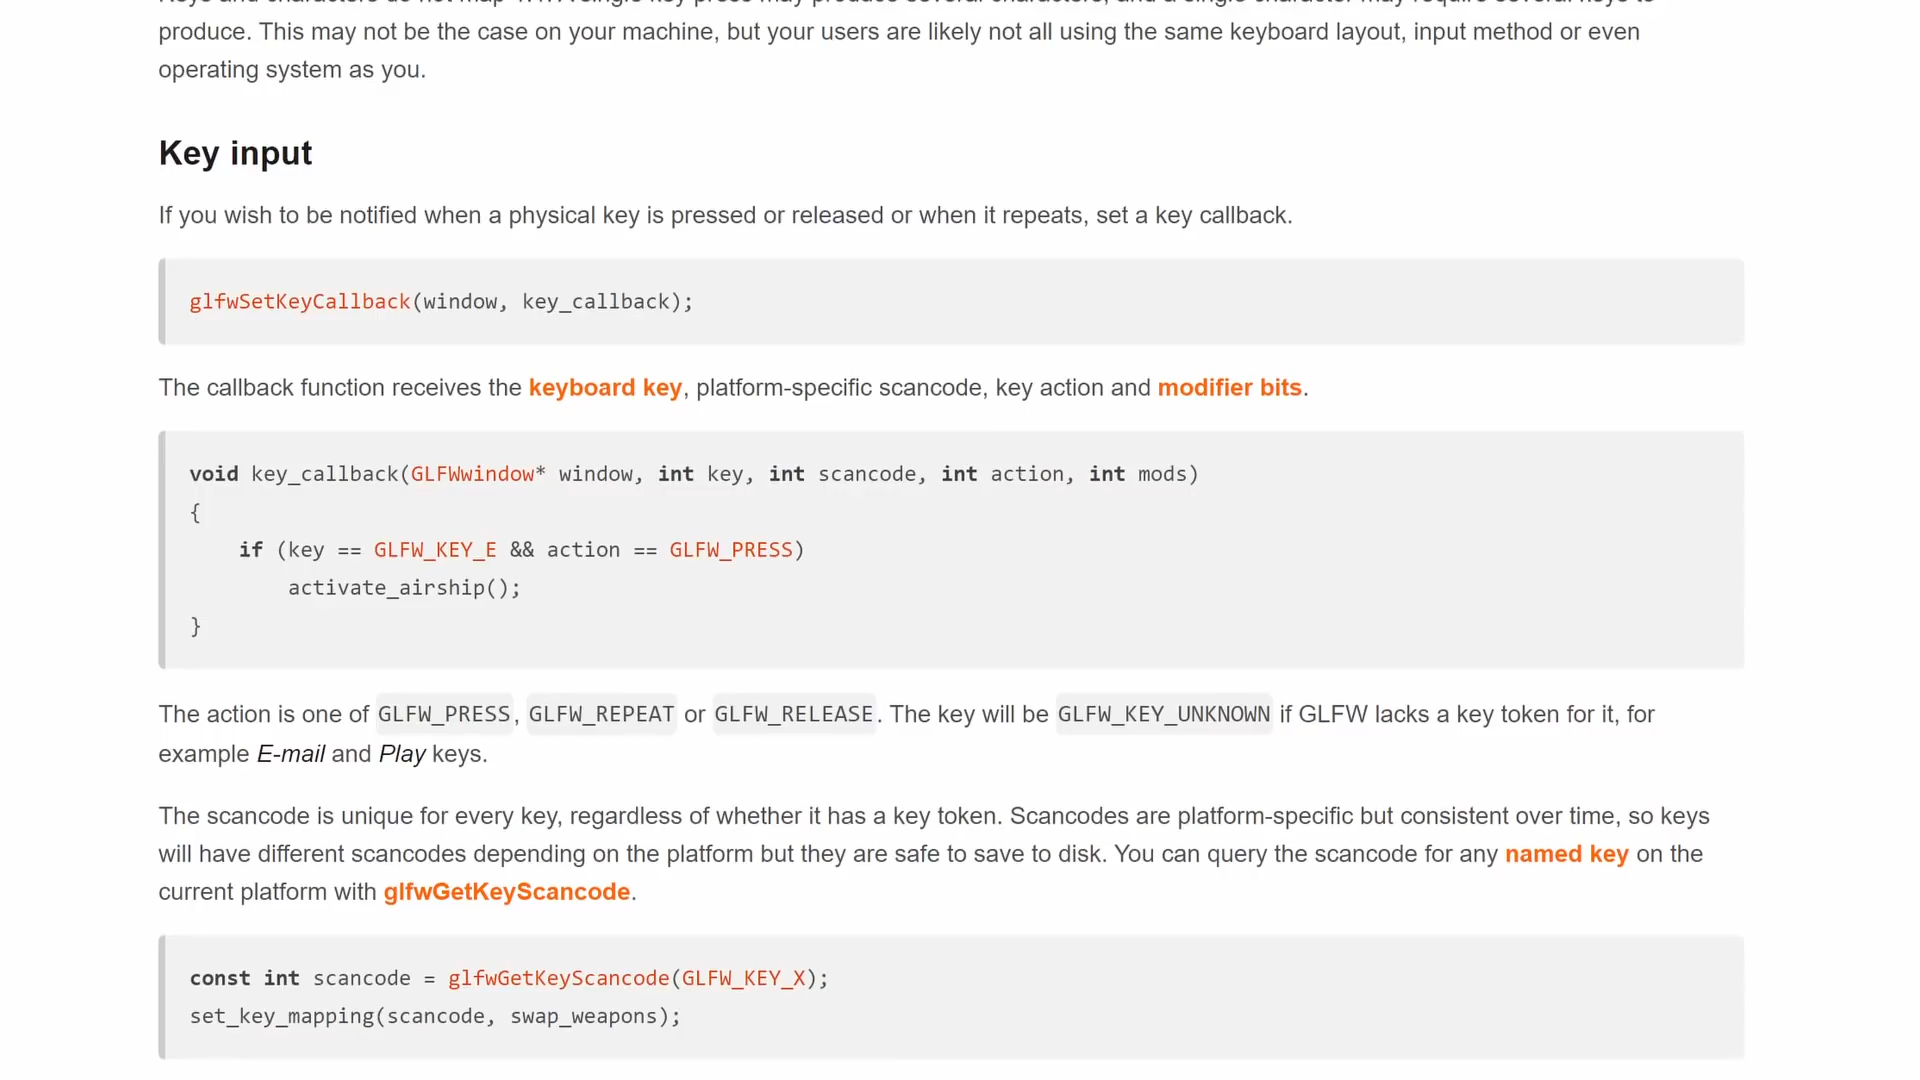 produce. This may not be the case on your machine, but your users are likely not all using the same keyboard layout, input method or even
operating system as you.
Key input
If you wish to be notified when a physical key is pressed or released or when it repeats, set a key callback.
glfwSetKeyCallback(window, key_callback);
The callback function receives the keyboard key, platform-specific scancode, key action and modifier bits.
void key_callback(GLFWwindow* window, int key, int scancode, int action, int mods)
{
if (key == GLFW_KEY_E && action == GLFW_PRESS)
activate_airship();
}
The action is one of GLFW_PRESS, GLFW_REPEAT or GLFW_RELEASE. The key will be GLFW_KEY_UNKNOWN if GLFW lacks a key token for it, for
example E-mail and Play keys.
The scancode is unique for every key, regardless of whether it has a key token. Scancodes are platform-specific but consistent over time, so keys
will have different scancodes depending on the platform but they are safe to save to disk. You can query the scancode for any named key on the
current platform with glfwGetKeyScancode.
const int scancode = glfwGetKeyScancode(GLFW_KEY_X);
set_key_mapping(scancode, swap_weapons);